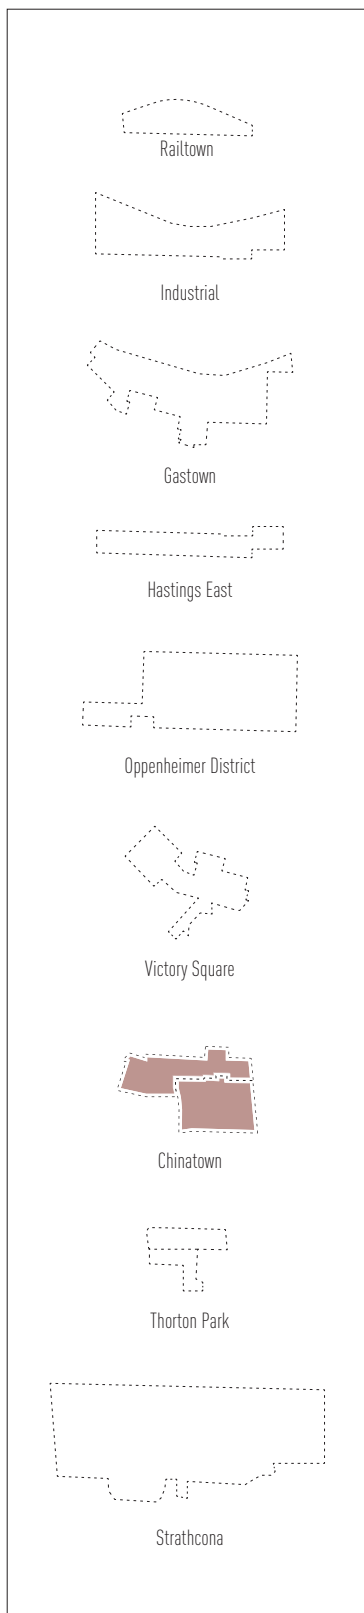 Railtown
Industrial
Gastown
Hastings East
Oppenheimer District
Victory Square
Chinatown
Thorton Park
Strathcona